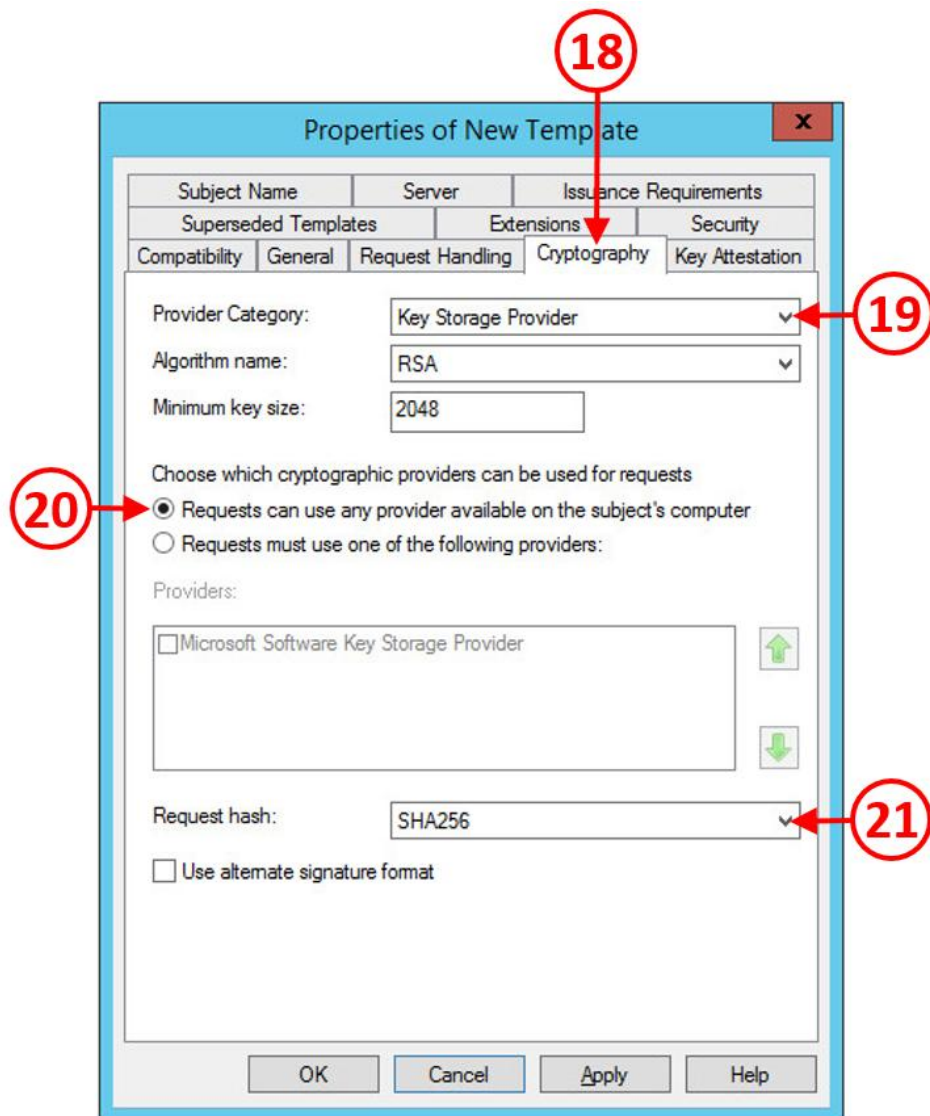 18
Properties of New Template
x
Subject Name Server Issuance Requirements
Superseded Templates Extensions Security
Compatibility General Request Handling Cryptography Key Attestation
Provider Category: Key Storage Provider
19
Algorithm name: RSA
Minimum key size: 2048
Choose which cryptographic providers can be used for requests
20
Requests can use any provider available on the subject's computer
Requests must use one of the following providers:
Providers:
Microsoft Software Key Storage Provider
Request hash: SHA256
21
Use alternate signature format
OK Cancel Apply Help